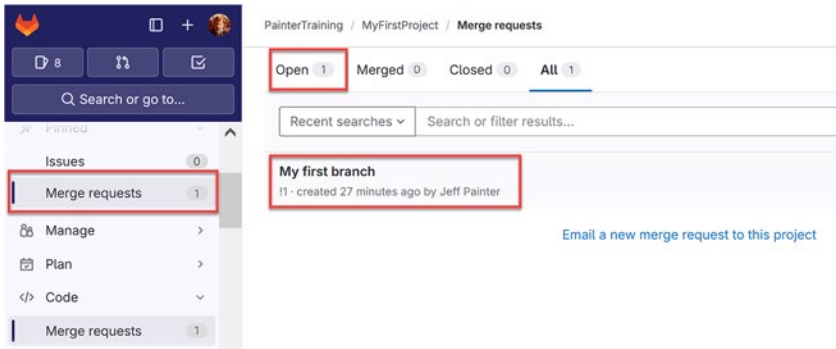 8
Search or go to...
Pinned
Issues 0
Merge requests 1
Manage
Plan
Code
Merge requests 1
PainterTraining / MyFirstProject / Merge requests
Open 1 Merged 0 Closed 0 All 1
Recent searches Search or filter results...
My first branch
!1 · created 27 minutes ago by Jeff Painter
Email a new merge request to this project